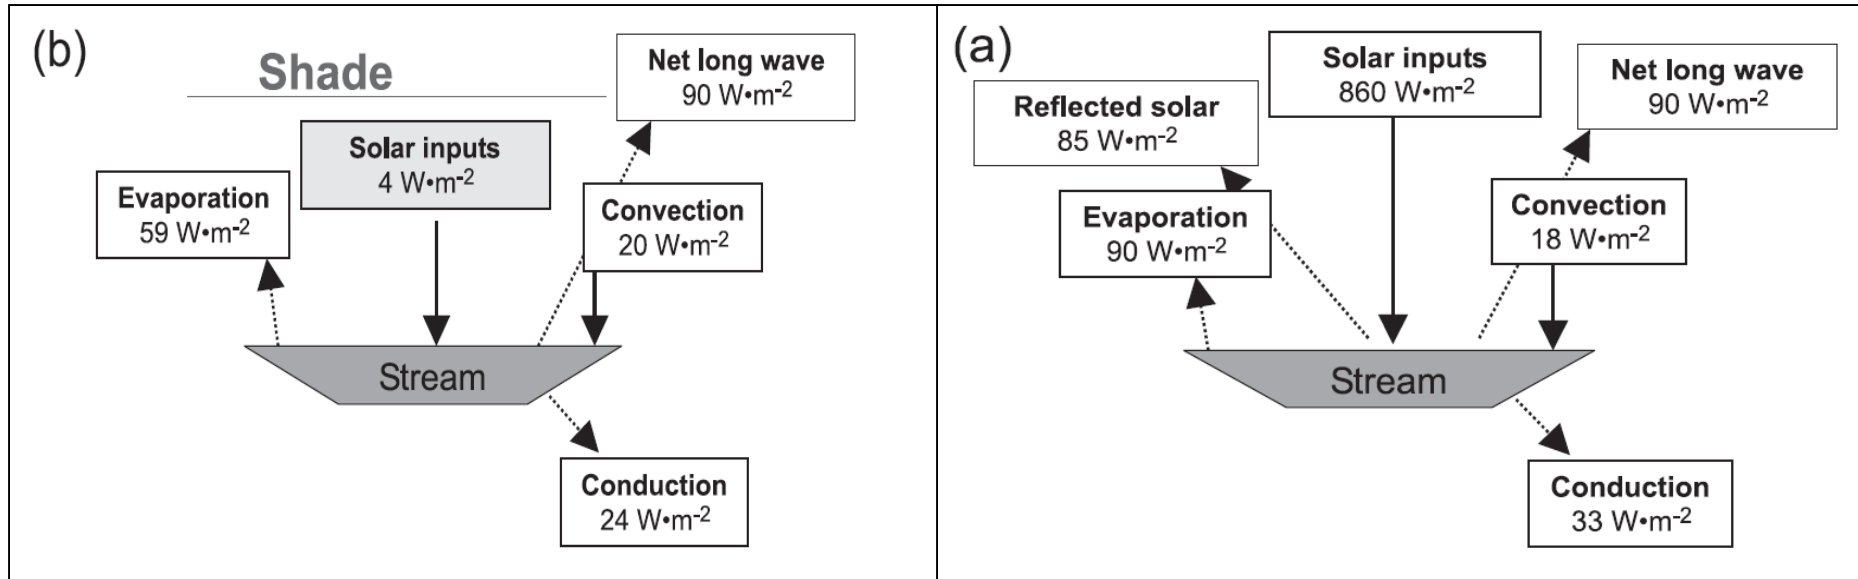 (b)
Shade
Net long wave
90 W•m-2
Solar inputs
4 W•m-2
Evaporation
59 W•m-2
Convection
20 W•m-2
Stream
Conduction
24 W•m-2
(a)
Solar inputs
860 W•m-2
Net long wave
90 W•m-2
Reflected solar
85 W•m-2
Evaporation
90 W•m-2
Convection
18 W•m-2
Stream
Conduction
33 W•m-2